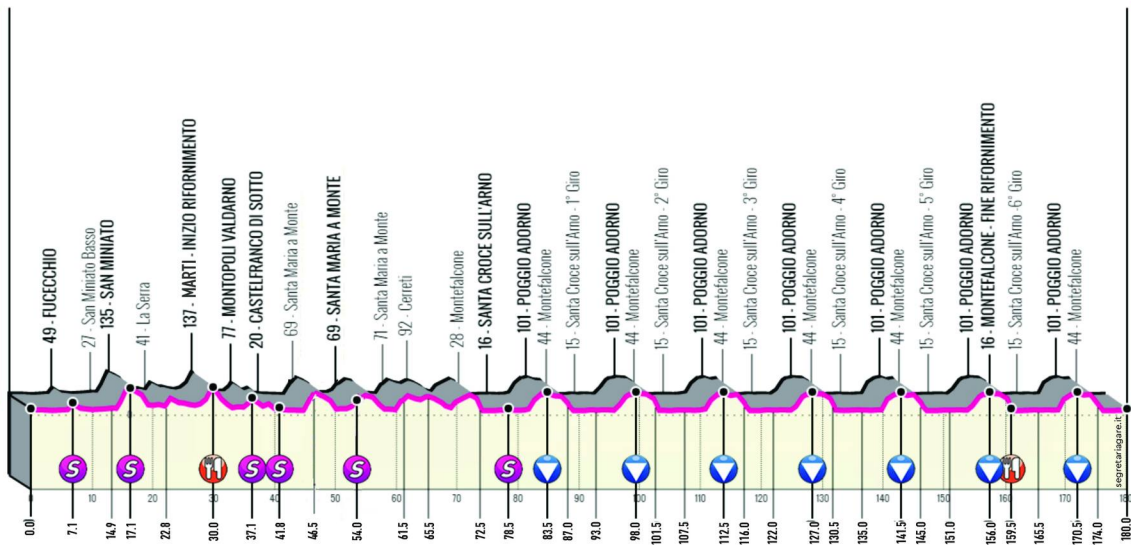 49 - FUCECCHIO
27 - San Miniato Basso
135 - SAN MINIATO
41 - La Serra
137 - MARTI - INIZIO RIFORNIMENTO
77 - MONTOPOLI VALDARNO
20 - CASTELFRANCO DI SOTTO
69 - Santa Maria a Monte
69 - SANTA MARIA A MONTE
71 - Santa Maria a Monte
92 - Cerreti
28 - Montefalcone
16 - SANTA CROCE SULL'ARNO
101 - POGGIO ADORNO
44 - Montefalcone
15 - Santa Croce sull'Arno - 1° Giro
101 - POGGIO ADORNO
44 - Montefalcone
15 - Santa Croce sull'Arno - 2° Giro
101 - POGGIO ADORNO
44 - Montefalcone
15 - Santa Croce sull'Arno - 3° Giro
101 - POGGIO ADORNO
44 - Montefalcone
15 - Santa Croce sull'Arno - 4° Giro
101 - POGGIO ADORNO
44 - Montefalcone
15 - Santa Croce sull'Arno - 5° Giro
101 - POGGIO ADORNO
16 - MONTEFALCONE - FINE RIFORNIMENTO
15 - Santa Croce sull'Arno -6° Giro
101 - POGGIO ADORNO
44 - Montefalcone
segretariagare.it
S S S S S S
0 10 20 30 40 50 60 70 80 90 100 110 120 130 140 150 160 170 180
0.0 7.1 14.9 17.1 22.8 30.0 37.1 41.8 46.5 54.0 61.5 65.5 72.5 78.5 83.5 87.0 93.0 98.0 101.5 107.5 112.5 116.0 122.0 127.0 130.5 135.0 141.5 145.0 151.0 156.0 159.5 165.5 170.5 174.0 180.0